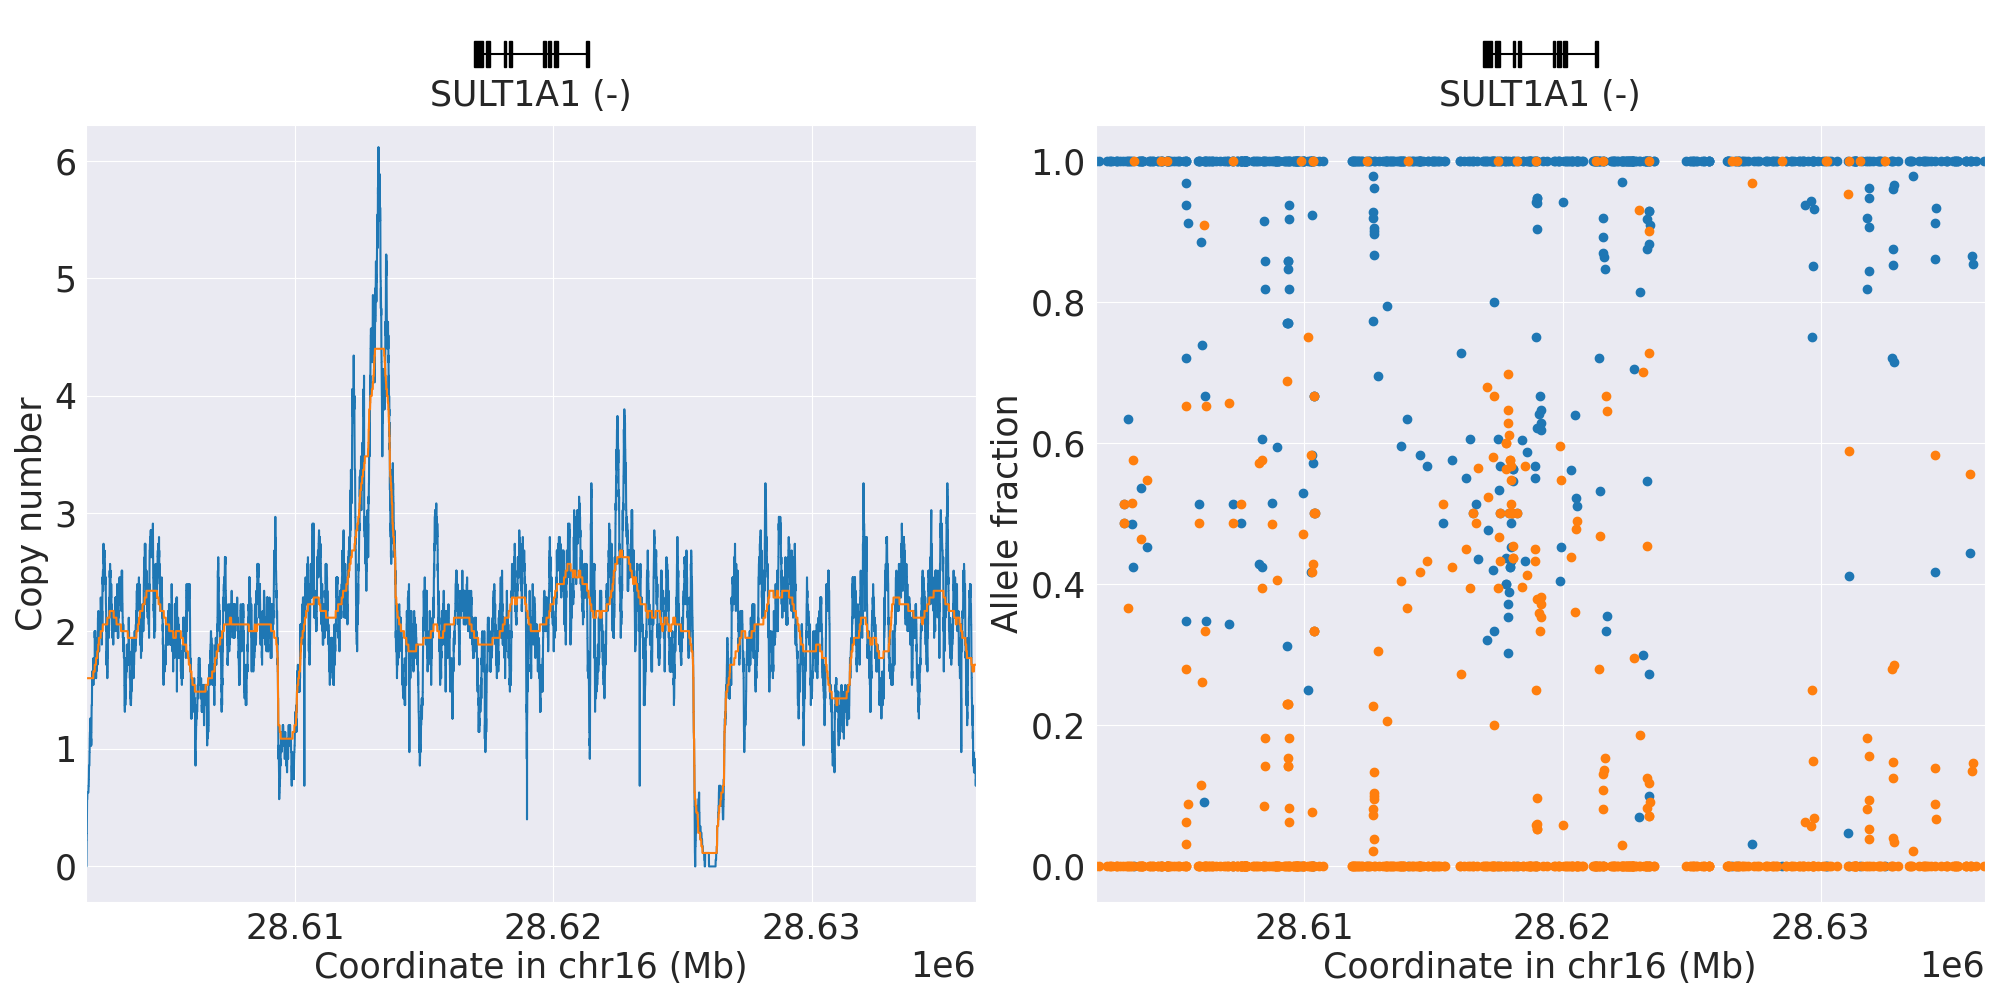 SULT1A1 (-)
6
5
4
3
2
1
0
Copy number
28.61
28.62
28.63
Coordinate in chr16 (Mb)
1e6
SULT1A1 (-)
1.0
0.8
0.6
0.4
0.2
0.0
Allele fraction
28.61
28.62
28.63
Coordinate in chr16 (Mb)
1e6